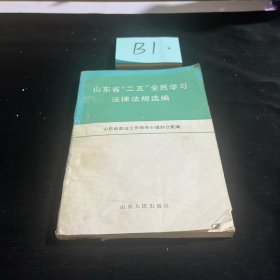 B1.
山东省“二五”全民学习
法律法规选编
山东省普法工作领导小组办公室编
山东人民出版社